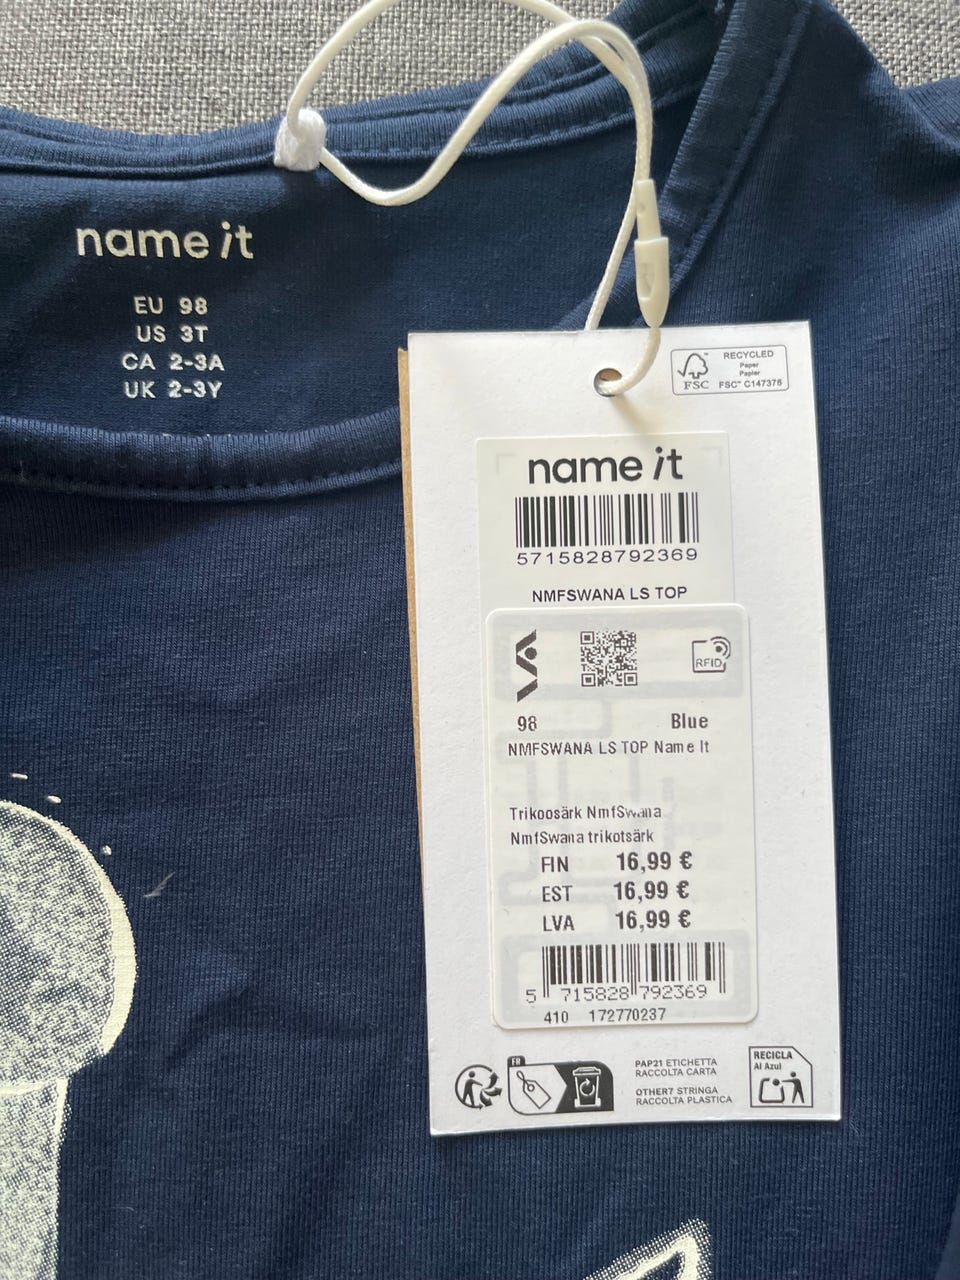 name it
EU 98
US 3T
CA 2-3A
UK 2-3Y
FSC
RECYCLED
Paper
Papier
FSC™ C147376
name it
5715828792369
NMFSWANA LS TOP
RFID
98 Blue
NMFSWANA LS TOP Name It
Trikoosärk NmfSwana
NmfSwana trikotsärk
FIN 16,99 €
EST 16,99 €
LVA 16,99 €
5 715828 792369
410 172770237
FR
PAP21 ETICHETTA
RACCOLTA CARTA
OTHER7 STRINGA
RACCOLTA PLASTICA
RECICLA
Al Azul